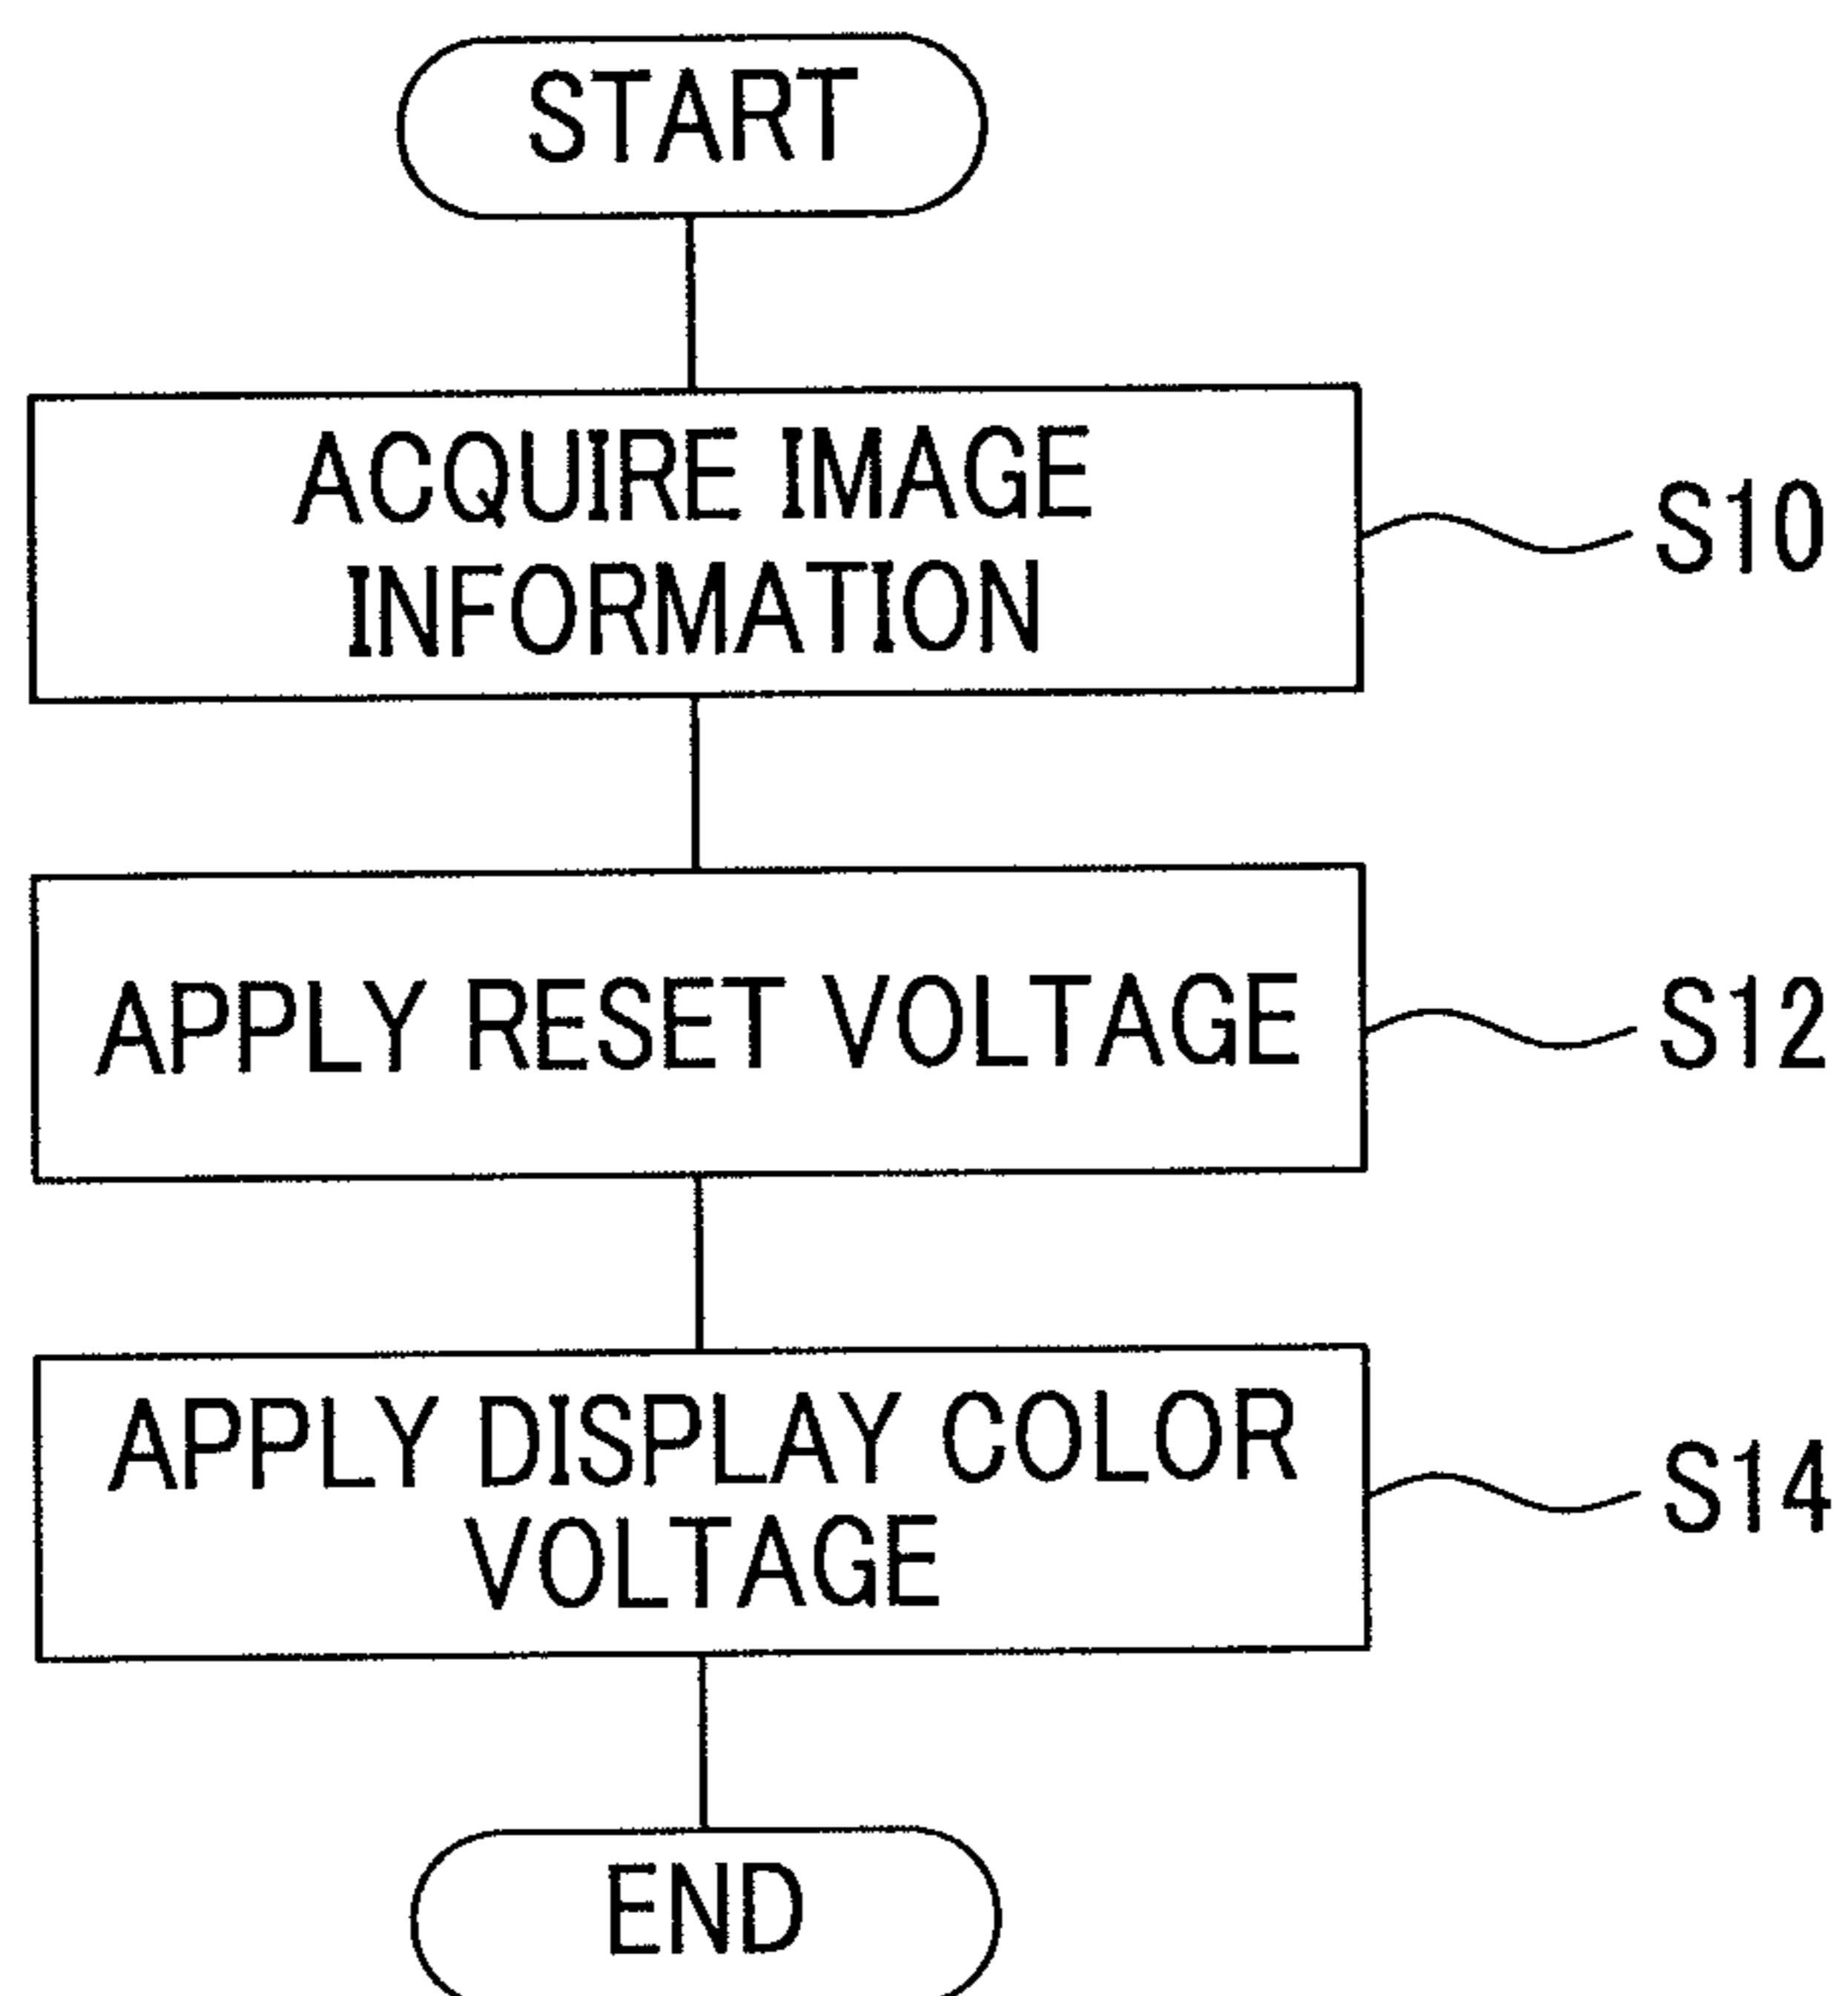 START
ACQUIRE IMAGE
INFORMATION
S10
APPLY RESET VOLTAGE
S12
APPLY DISPLAY COLOR
VOLTAGE
S14
END